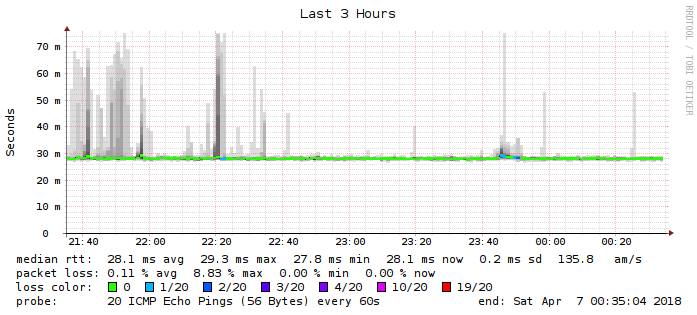 Last 3 Hours
RRDTOOL / TOBI OETIKER
Seconds
70 m
60 m
50 m
40 m
30 m
20 m
10 m
0
21:40 22:00 22:20 22:40 23:00 23:20 23:40 00:00 00:20
median rtt: 28.1 ms avg 29.3 ms max 27.8 ms min 28.1 ms now 0.2 ms sd 135.8 am/s
packet loss: 0.11 % avg 8.83 % max 0.00 % min 0.00 % now
loss color: 0 1/20 2/20 3/20 4/20 10/20 19/20
probe: 20 ICMP Echo Pings (56 Bytes) every 60s end: Sat Apr 7 00:35:04 2018